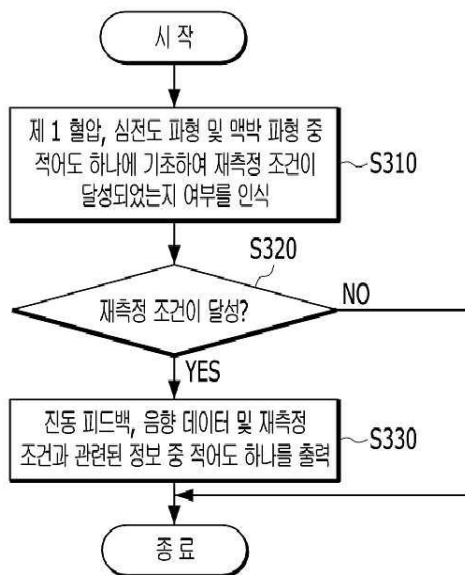 시작
제 1 혈압, 심전도 파형 및 맥박 파형 중
적어도 하나에 기초하여 재측정 조건이
달성되었는지 여부를 인식
S310
S320
재측정 조건이 달성?
NO
YES
진동 피드백, 음향 데이터 및 재측정
조건과 관련된 정보 중 적어도 하나를 출력
S330
종료